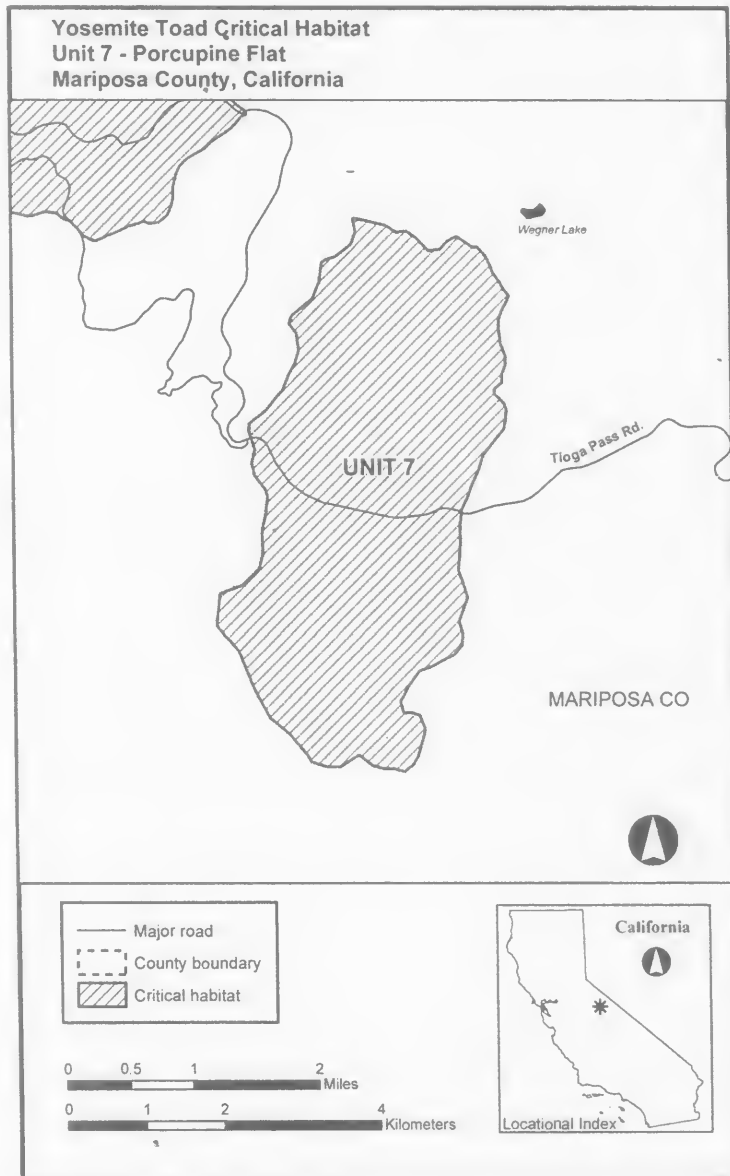 Yosemite Toad Critical Habitat
Unit 7 - Porcupine Flat
Mariposa County, California
Wegner Lake
Tioga Pass Rd.
UNIT 7
MARIPOSA CO
Major road
County boundary
Critical habitat
California
0 0.5 1 2
Miles
0 1 2 4
Kilometers
Locational Index